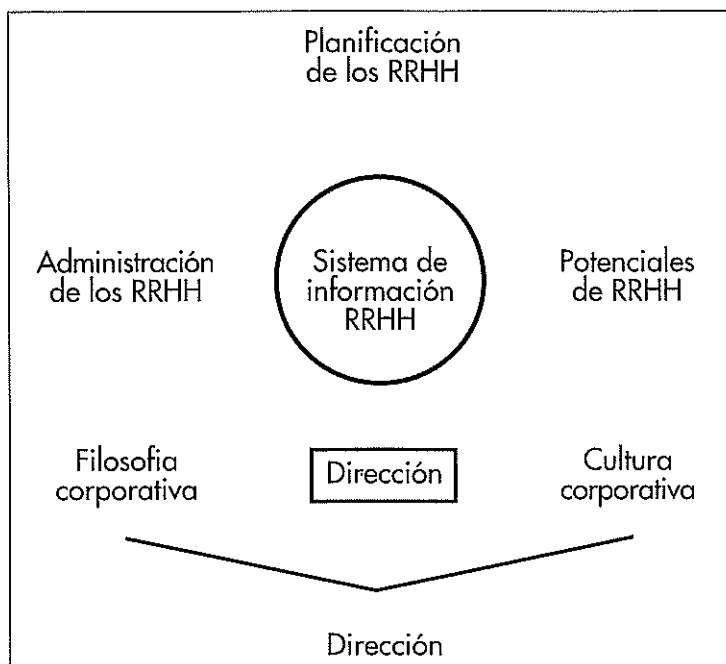 Planificación
de los RRHH
Administración
de los RRHH
Sistema de
información
RRHH
Potenciales
de RRHH
Filosofia
corporativa
Dirección
Cultura
corporativa
Dirección